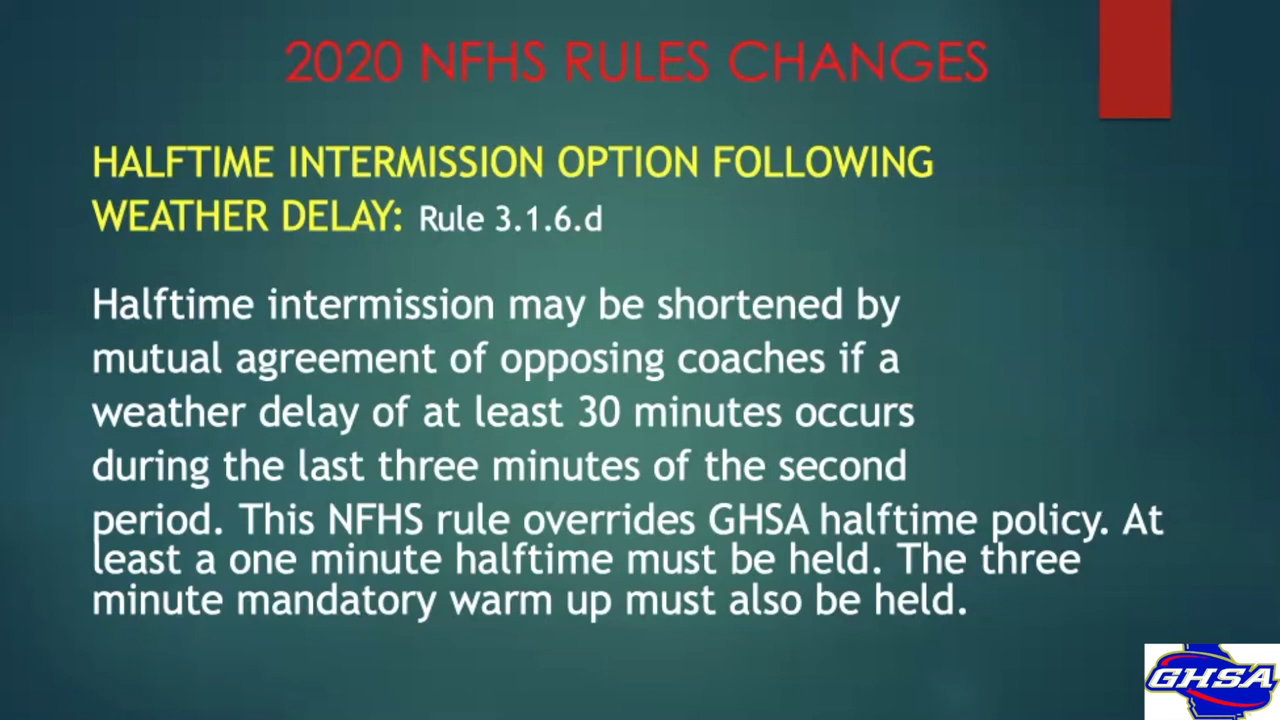 2020 NFHS RULES CHANGES
HALFTIME INTERMISSION OPTION FOLLOWING
WEATHER DELAY: Rule 3.1.6.d
Halftime intermission may be shortened by
mutual agreement of opposing coaches if a
weather delay of at least 30 minutes occurs
during the last three minutes of the second
period. This NFHS rule overrides GHSA halftime policy. At
least a one minute halftime must be held. The three
minute mandatory warm up must also be held.
GHSA